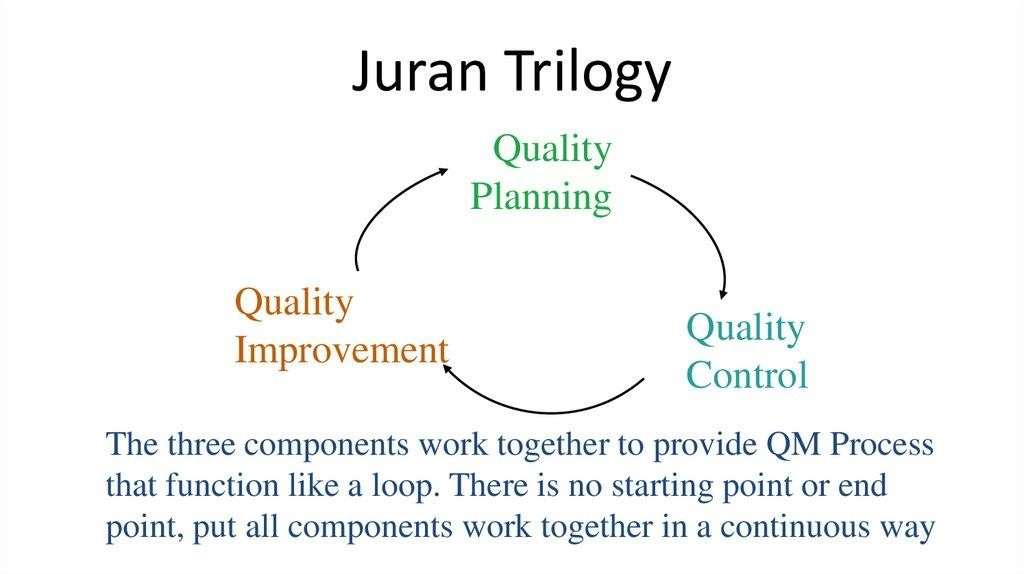 Juran Trilogy
Quality
Planning
Quality
Improvement
Quality
Control
The three components work together to provide QM Process
that function like a loop. There is no starting point or end
point, put all components work together in a continuous way